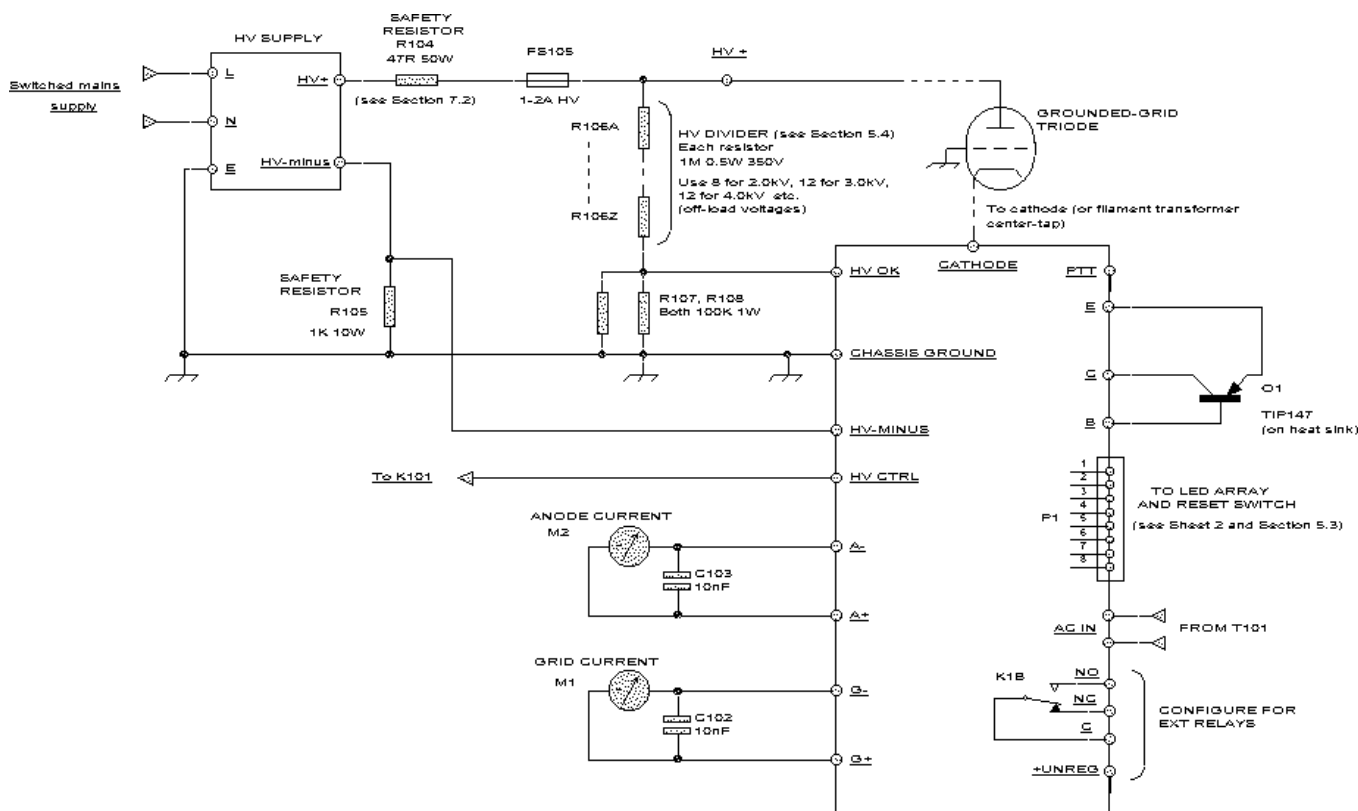 SAFETY
RESISTOR
R104
47R 50W
(see Section 7.2)
HV SUPPLY
L
N
E
HV+
HV-minus
Switched mains
supply
FS105
1-2A HV
HV +
R106A
R106Z
HV DIVIDER (see Section 5.4)
Each resistor
1M 0.5W 350V
Use 8 for 2.0kV, 12 for 3.0kV,
12 for 4.0kV etc.
(off-load voltages)
GROUNDED-GRID
TRIODE
To cathode (or filament transformer
center-tap)
SAFETY
RESISTOR
R105
1K 10W
R107, R108
Both 100K 1W
CATHODE
HV OK
CHASSIS GROUND
HV-MINUS
HV CTRL
To K101
ANODE CURRENT
M2
C103
10nF
A-
A+
GRID CURRENT
M1
C102
10nF
G-
G+
PTT
E
C
B
Q1
TIP147
(on heat sink)
P1
1
2
3
4
5
6
7
8
TO LED ARRAY
AND RESET SWITCH
(see Sheet 2 and Section 5.3)
AC IN
FROM T101
K1B
NO
NC
C
+UNREG
CONFIGURE FOR
EXT RELAYS